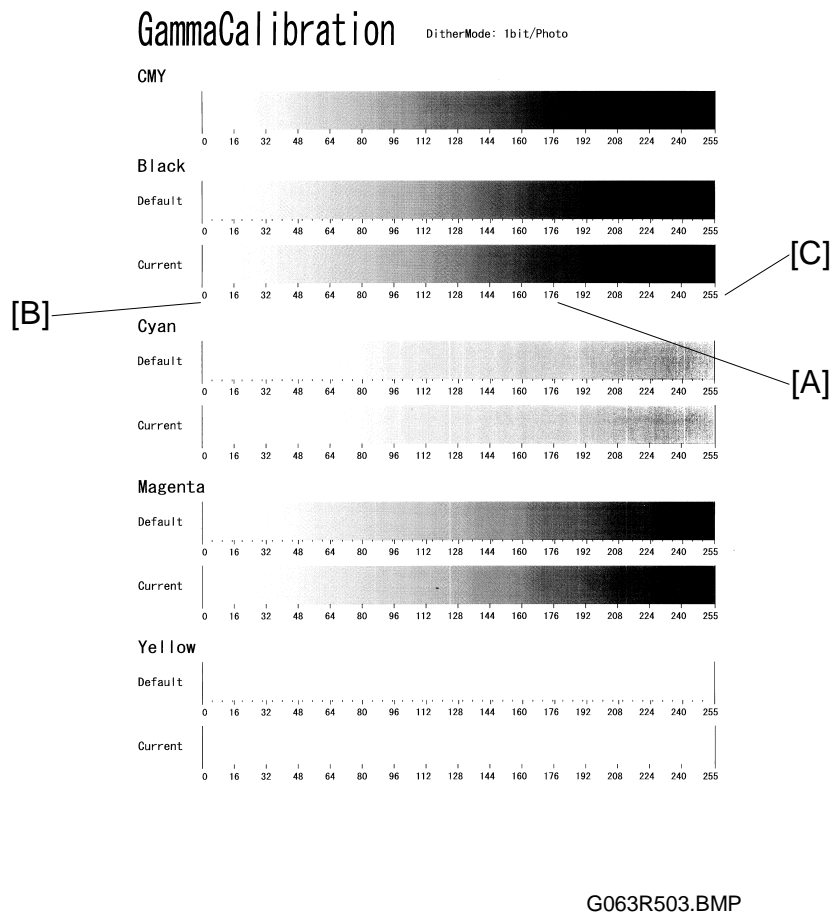 GammaCalibration DitherMode: 1bit/Photo
CMY
0 16 32 48 64 80 96 112 128 144 160 176 192 208 224 240 255
Black
Default
0 16 32 48 64 80 96 112 128 144 160 176 192 208 224 240 255
[C]
Current
0 16 32 48 64 80 96 112 128 144 160 176 192 208 224 240 255
[B]
Cyan
Default
[A]
0 16 32 48 64 80 96 112 128 144 160 176 192 208 224 240 255
Current
0 16 32 48 64 80 96 112 128 144 160 176 192 208 224 240 255
Magenta
Default
0 16 32 48 64 80 96 112 128 144 160 176 192 208 224 240 255
Current
0 16 32 48 64 80 96 112 128 144 160 176 192 208 224 240 255
Yellow
Default
0 16 32 48 64 80 96 112 128 144 160 176 192 208 224 240 255
Current
0 16 32 48 64 80 96 112 128 144 160 176 192 208 224 240 255
G063R503.BMP